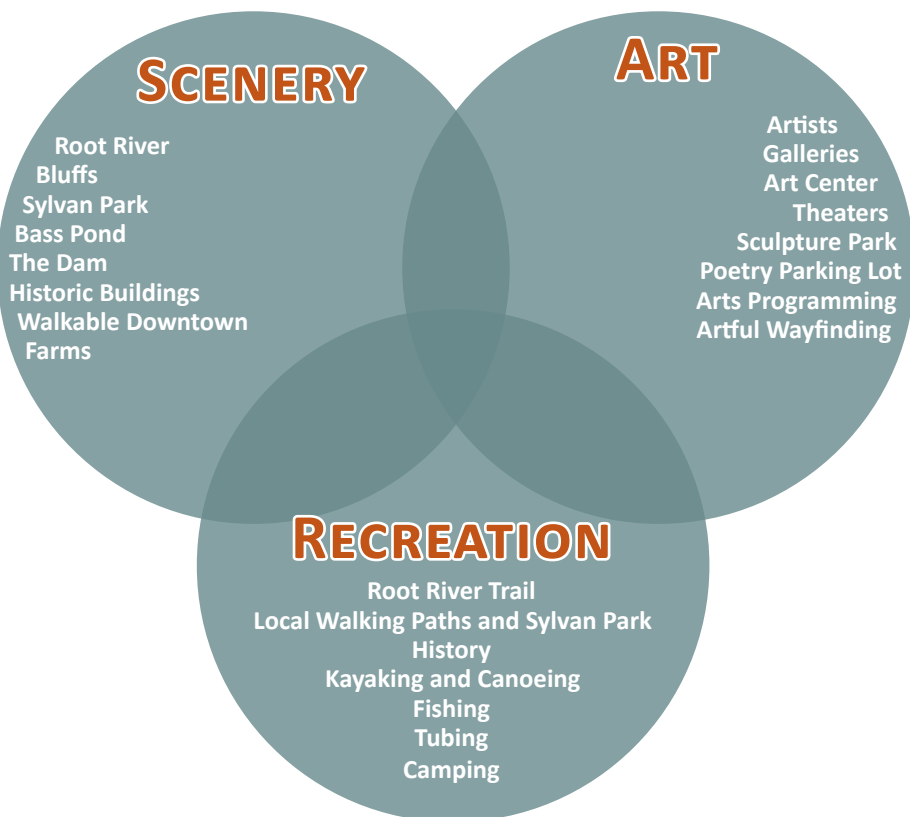 SCENERY
Root River
Bluffs
Sylvan Park
Bass Pond
The Dam
Historic Buildings
Walkable Downtown
Farms
ART
Artists
Galleries
Art Center
Theaters
Sculpture Park
Poetry Parking Lot
Arts Programming
Artful Wayfinding
RECREATION
Root River Trail
Local Walking Paths and Sylvan Park
History
Kayaking and Canoeing
Fishing
Tubing
Camping